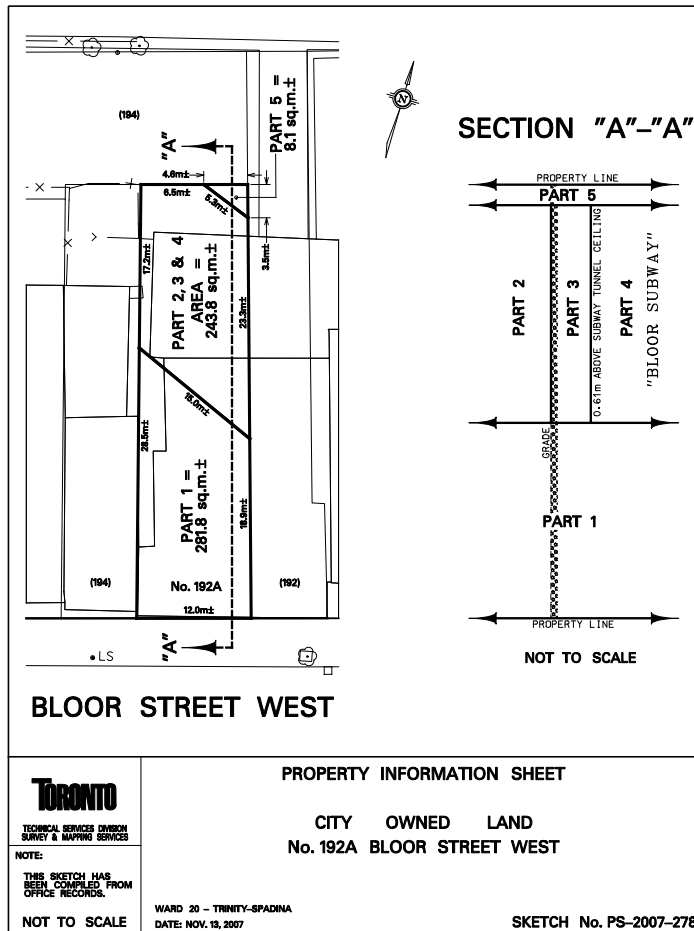 (194)
"A"
PART 5 =
8.1 sq.m.±
4.6m±
6.5m±
5.3m±
3.5m±
17.2m±
PART 2, 3 & 4
AREA =
243.8 sq.m.±
23.3m±
15.0m±
28.5m±
PART 1 =
281.8 sq.m.±
18.9m±
(194)
No. 192A
(192)
12.0m±
"A"
LS
BLOOR STREET WEST
N
SECTION "A"–"A"
PROPERTY LINE
PART 5
PART 2
PART 3
0.61m ABOVE SUBWAY TUNNEL CEILING
PART 4
"BLOOR SUBWAY"
GRADE
PART 1
PROPERTY LINE
NOT TO SCALE
TORONTO
TECHNICAL SERVICES DIVISION
SURVEY & MAPPING SERVICES
NOTE:
THIS SKETCH HAS
BEEN COMPILED FROM
OFFICE RECORDS.
NOT TO SCALE
PROPERTY INFORMATION SHEET
CITY OWNED LAND
No. 192A BLOOR STREET WEST
WARD 20 – TRINITY–SPADINA
DATE: NOV. 13, 2007
SKETCH No. PS–2007–278